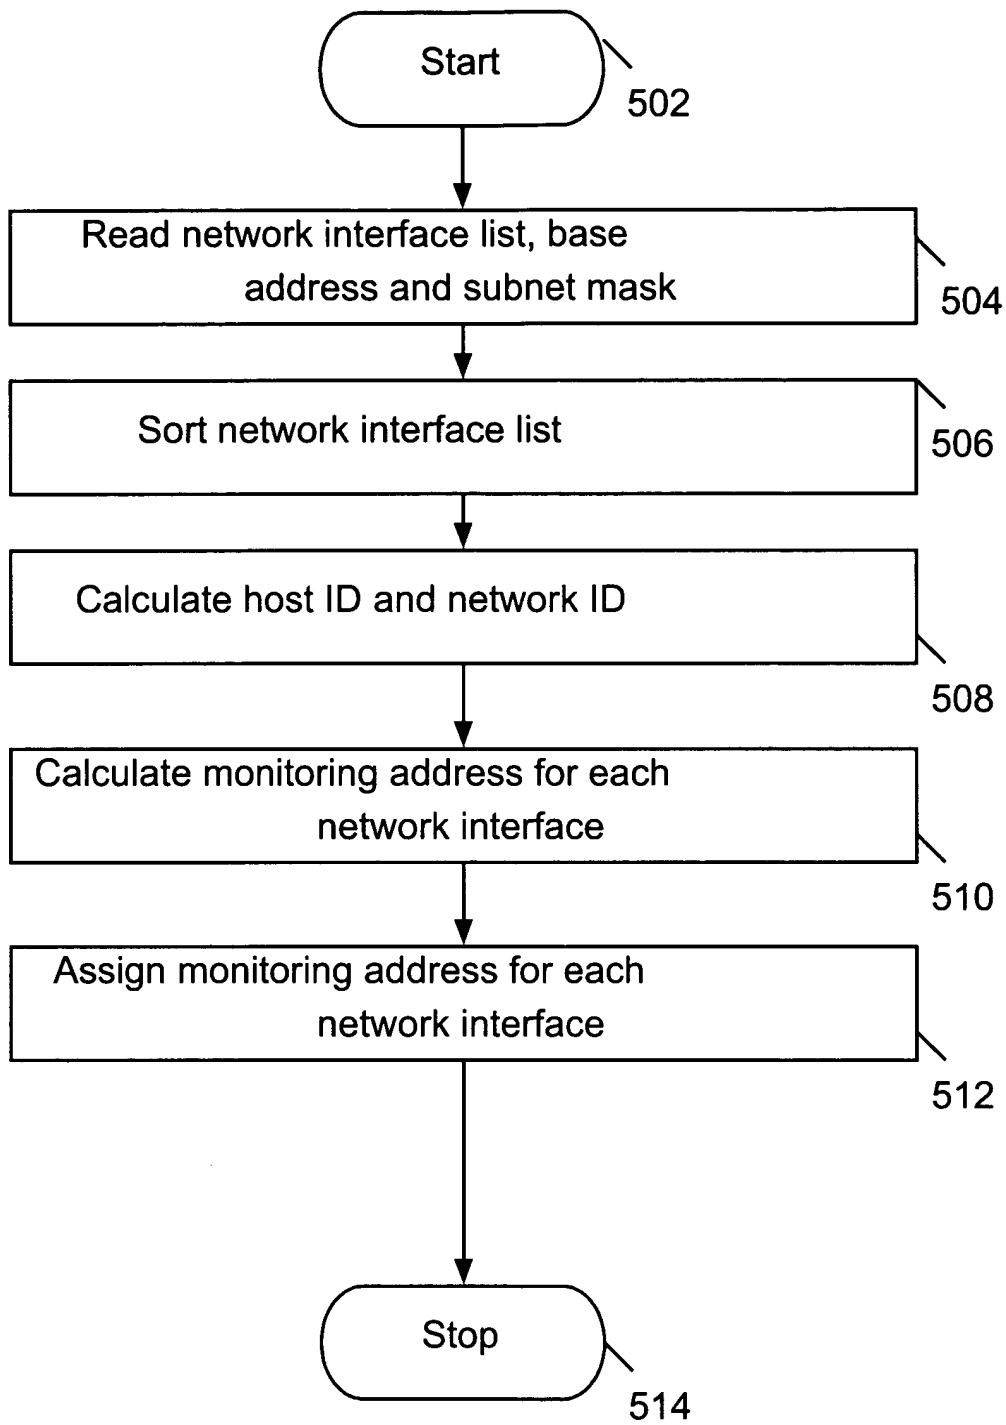 Start
502
Read network interface list, base
address and subnet mask
504
Sort network interface list
506
Calculate host ID and network ID
508
Calculate monitoring address for each
network interface
510
Assign monitoring address for each
network interface
512
Stop
514